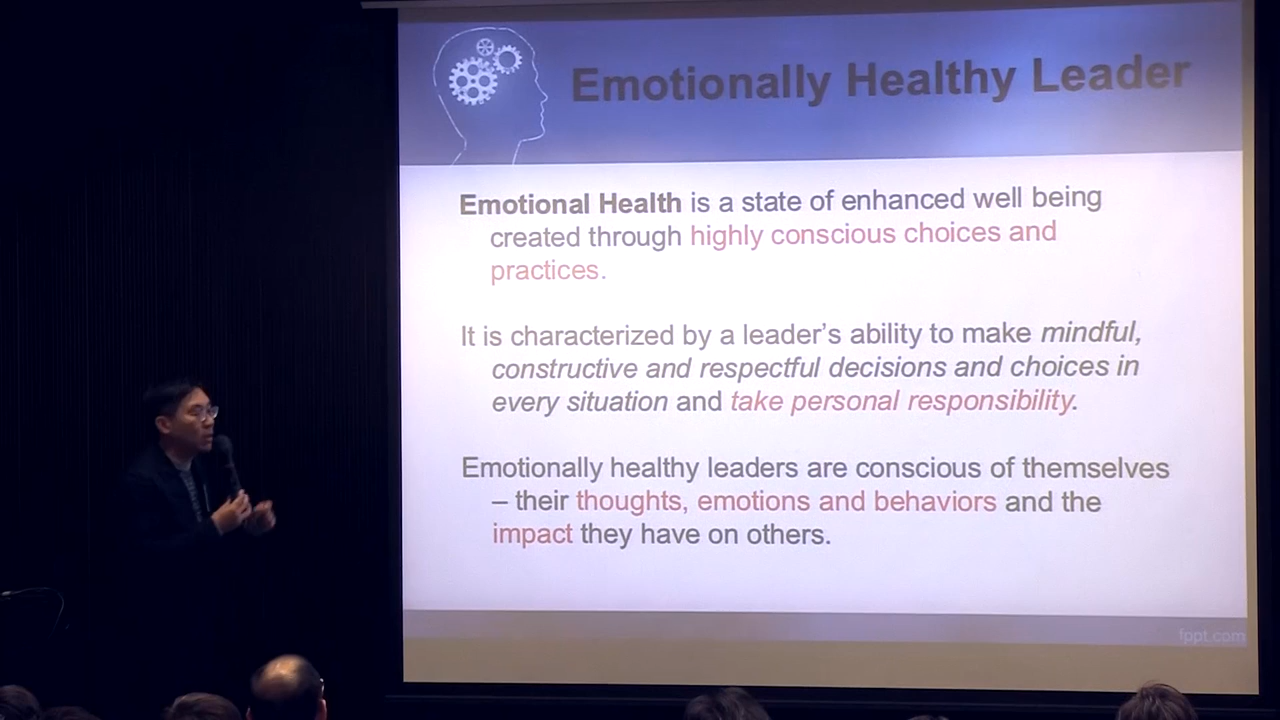 Emotionally Healthy Leader
Emotional Health is a state of enhanced well being
created through highly conscious choices and
practices.
It is characterized by a leader’s ability to make mindful,
constructive and respectful decisions and choices in
every situation and take personal responsibility.
Emotionally healthy leaders are conscious of themselves
– their thoughts, emotions and behaviors and the
impact they have on others.
fppt.com